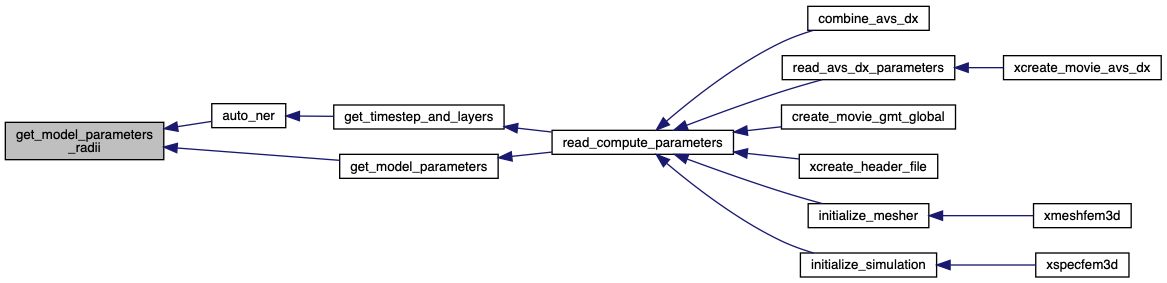 get_model_parameters
_radii
auto_ner
get_timestep_and_layers
get_model_parameters
read_compute_parameters
combine_avs_dx
read_avs_dx_parameters
xcreate_movie_avs_dx
create_movie_gmt_global
xcreate_header_file
initialize_mesher
xmeshfem3d
initialize_simulation
xspecfem3d